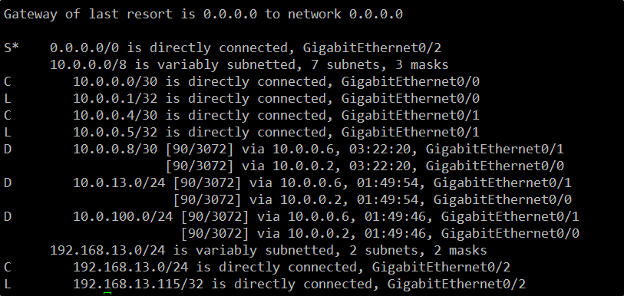 Gateway of last resort is 0.0.0.0 to network 0.0.0.0
S*    0.0.0.0/0 is directly connected, GigabitEthernet0/2
      10.0.0.0/8 is variably subnetted, 7 subnets, 3 masks
C        10.0.0.0/30 is directly connected, GigabitEthernet0/0
L        10.0.0.1/32 is directly connected, GigabitEthernet0/0
C        10.0.0.4/30 is directly connected, GigabitEthernet0/1
L        10.0.0.5/32 is directly connected, GigabitEthernet0/1
D        10.0.0.8/30 [90/3072] via 10.0.0.6, 03:22:20, GigabitEthernet0/1
                     [90/3072] via 10.0.0.2, 03:22:20, GigabitEthernet0/0
D        10.0.13.0/24 [90/3072] via 10.0.0.6, 01:49:54, GigabitEthernet0/1
                      [90/3072] via 10.0.0.2, 01:49:54, GigabitEthernet0/0
D        10.0.100.0/24 [90/3072] via 10.0.0.6, 01:49:46, GigabitEthernet0/1
                       [90/3072] via 10.0.0.2, 01:49:46, GigabitEthernet0/0
      192.168.13.0/24 is variably subnetted, 2 subnets, 2 masks
C        192.168.13.0/24 is directly connected, GigabitEthernet0/2
L        192.168.13.115/32 is directly connected, GigabitEthernet0/2